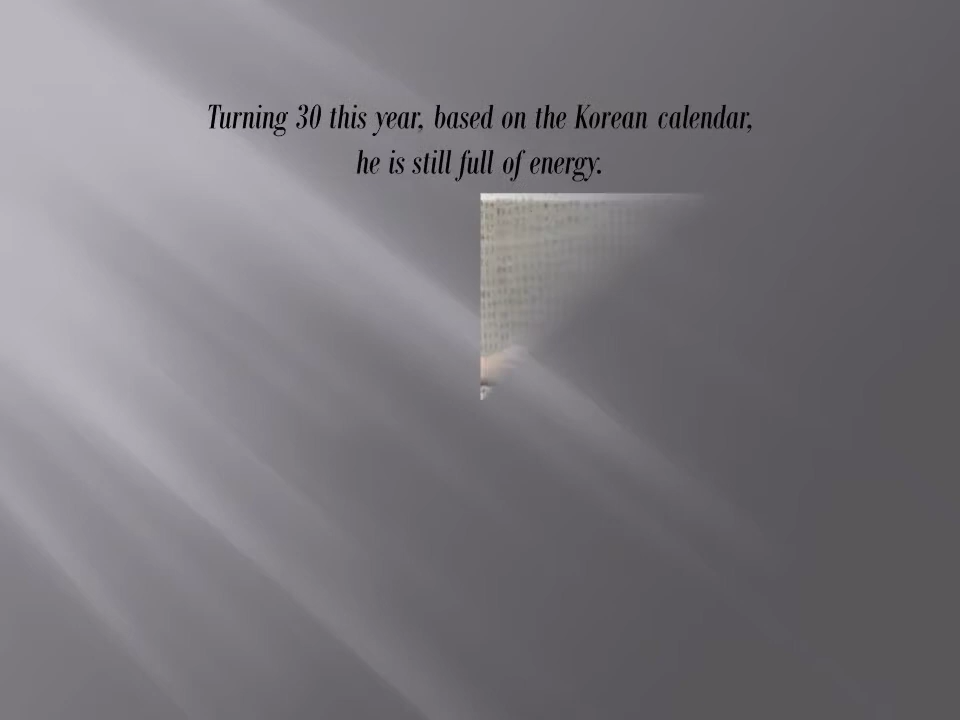 Turning 30 this year, based on the Korean calendar,
he is still full of energy.